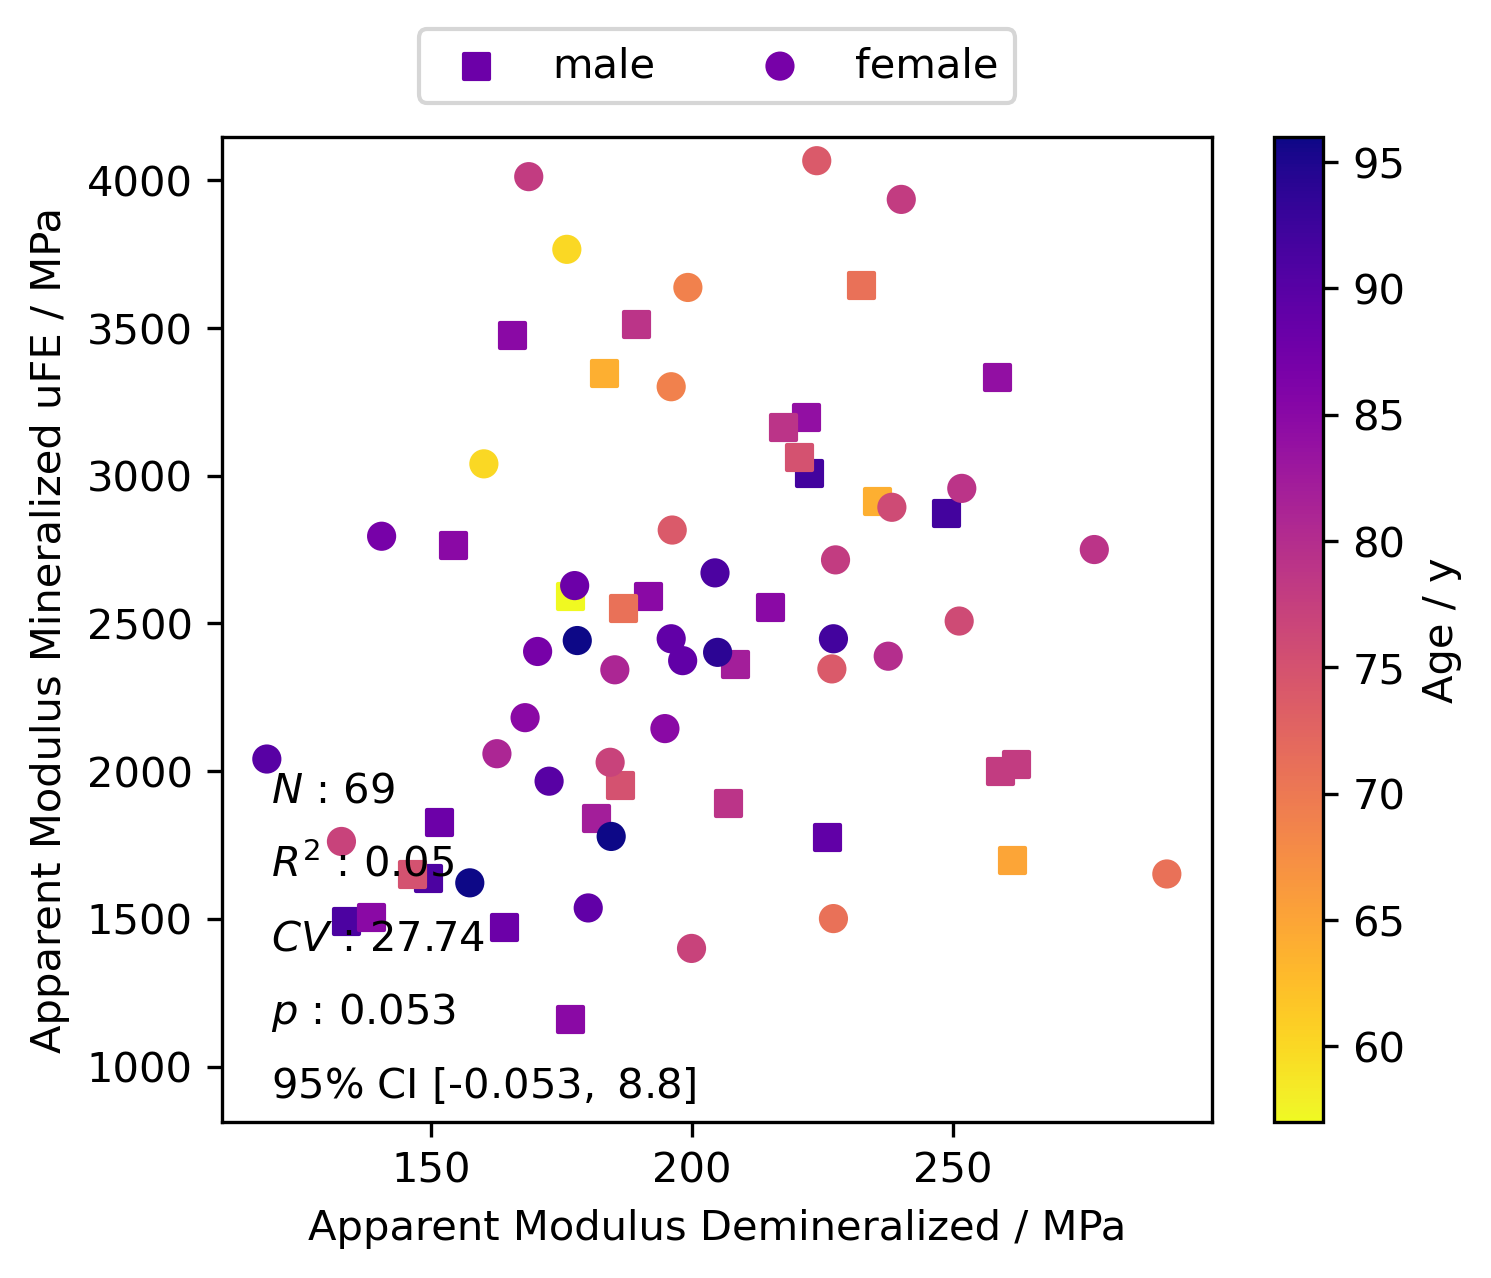 male female
4000
3500
3000
2500
2000
1500
1000
Apparent Modulus Mineralized uFE / MPa
N : 69
R² : 0.05
CV : 27.74
p : 0.053
95% CI [-0.053, 8.8]
150 200 250
Apparent Modulus Demineralized / MPa
95
90
85
80
75
70
65
60
Age / y